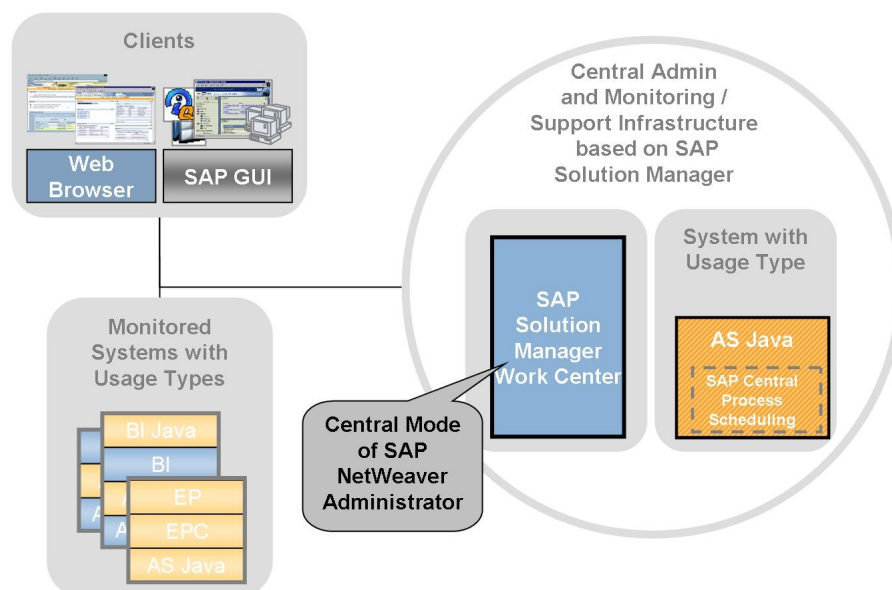 Clients
Web
Browser
SAP GUI
Central Admin
and Monitoring /
Support Infrastructure
based on SAP
Solution Manager
SAP
Solution
Manager
Work Center
System with
Usage Type
AS Java
SAP Central
Process
Scheduling
Central Mode
of SAP
NetWeaver
Administrator
Monitored
Systems with
Usage Types
BI Java
BI
EP
EPC
AS Java